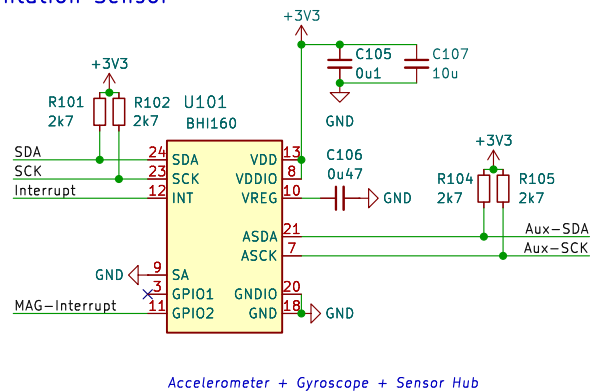 ntation Sensor
+3V3
C105
0u1
C107
10u
GND
+3V3
R101
2k7
R102
2k7
U101
BHI160
SDA
SCK
Interrupt
24
23
12
SDA
SCK
INT
VDD
VDDIO
VREG
13
8
10
C106
0u47
GND
+3V3
R104
2k7
R105
2k7
ASDA
ASCK
21
7
Aux-SDA
Aux-SCK
GND
9
3
11
SA
GPIO1
GPIO2
MAG-Interrupt
GNDIO
GND
20
18
GND
Accelerometer + Gyroscope + Sensor Hub